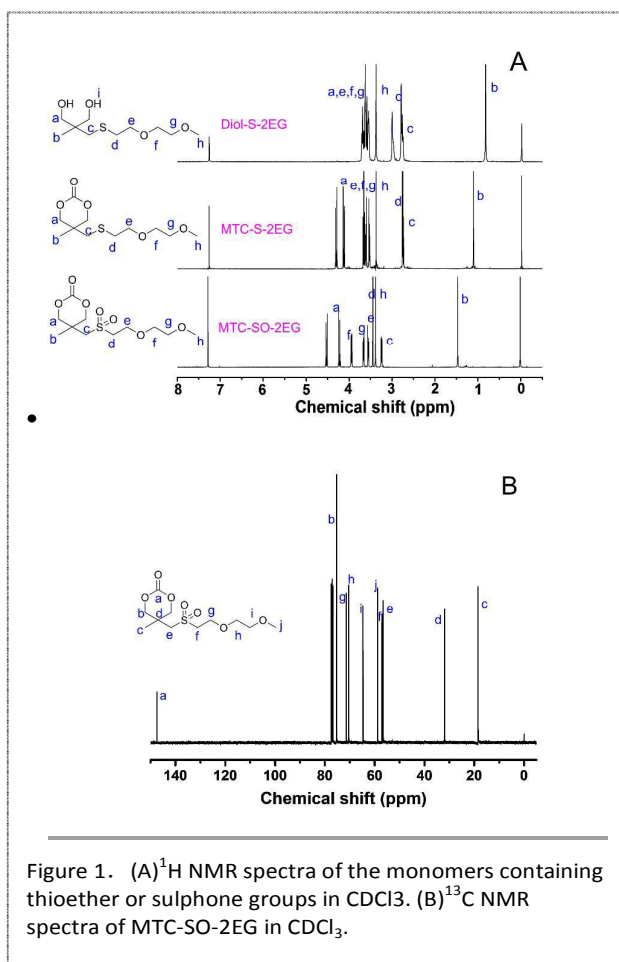 A
OH OH i
a b c S d e O f g O h
Diol-S-2EG
a,e,f,g h d c b
O
O O
a b c S d e O f g O h
MTC-S-2EG
a e,f,g h d c b
O
O O
a b c S O O d e O f g O h
MTC-SO-2EG
a f g e d h c b
8 7 6 5 4 3 2 1 0
Chemical shift (ppm)
B
O
O a O
b c d e S O O f g O h i O j
a b g h i j f e d c
140 120 100 80 60 40 20 0
Chemical shift (ppm)
Figure 1. (A)¹H NMR spectra of the monomers containing
thioether or sulphone groups in CDCl3. (B)¹³C NMR
spectra of MTC-SO-2EG in CDCl₃.